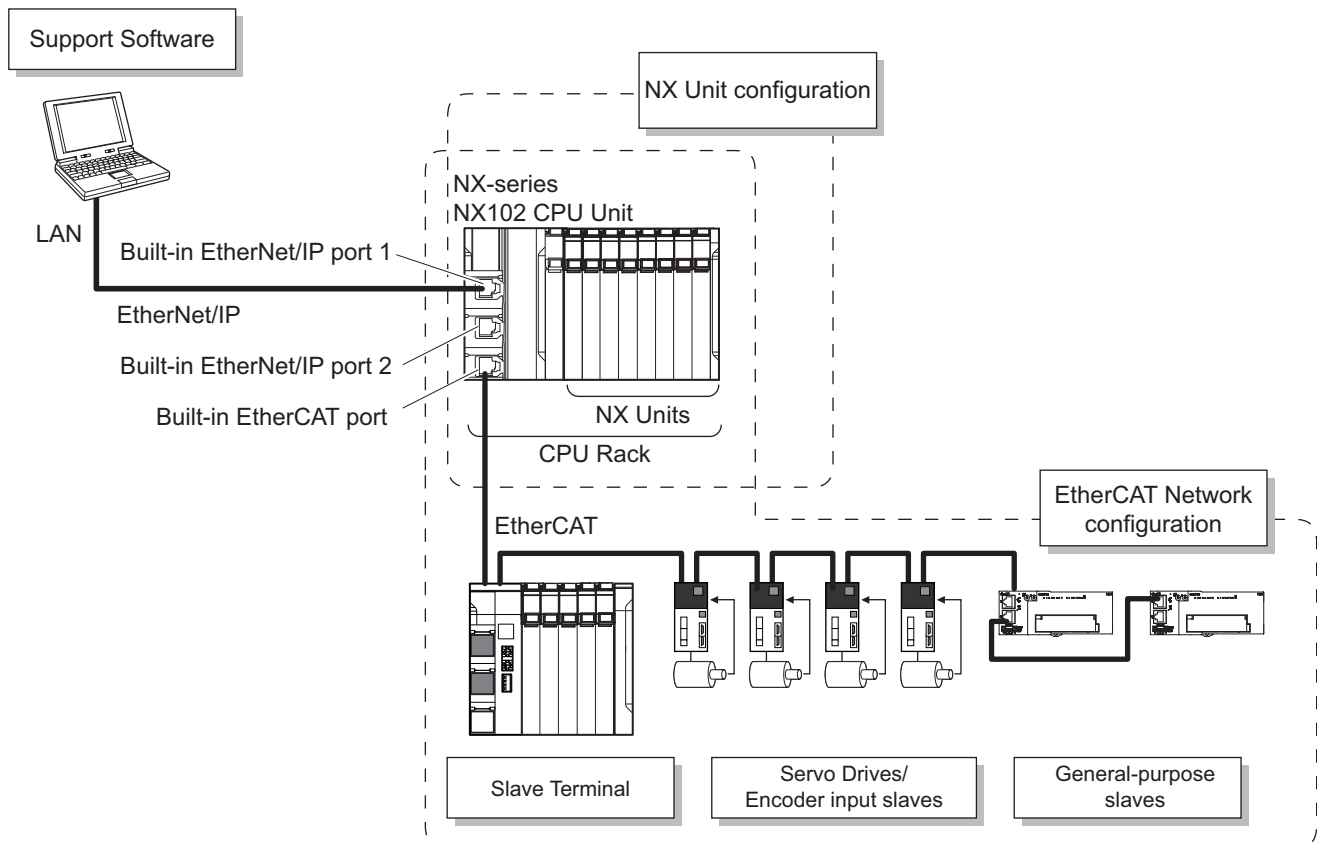 Support Software
NX Unit configuration
NX-series
NX102 CPU Unit
LAN
Built-in EtherNet/IP port 1
EtherNet/IP
Built-in EtherNet/IP port 2
Built-in EtherCAT port
NX Units
CPU Rack
EtherCAT Network
configuration
EtherCAT
Slave Terminal
Servo Drives/
Encoder input slaves
General-purpose
slaves